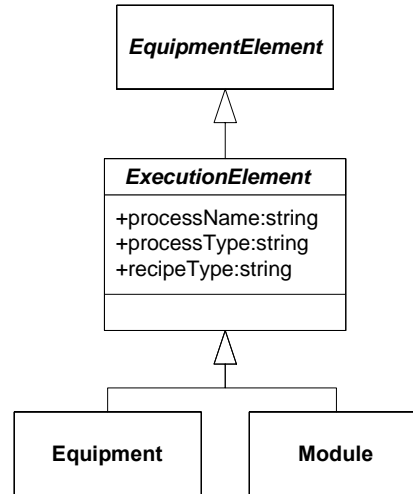 EquipmentElement
ExecutionElement
+processName:string
+processType:string
+recipeType:string
Equipment
Module